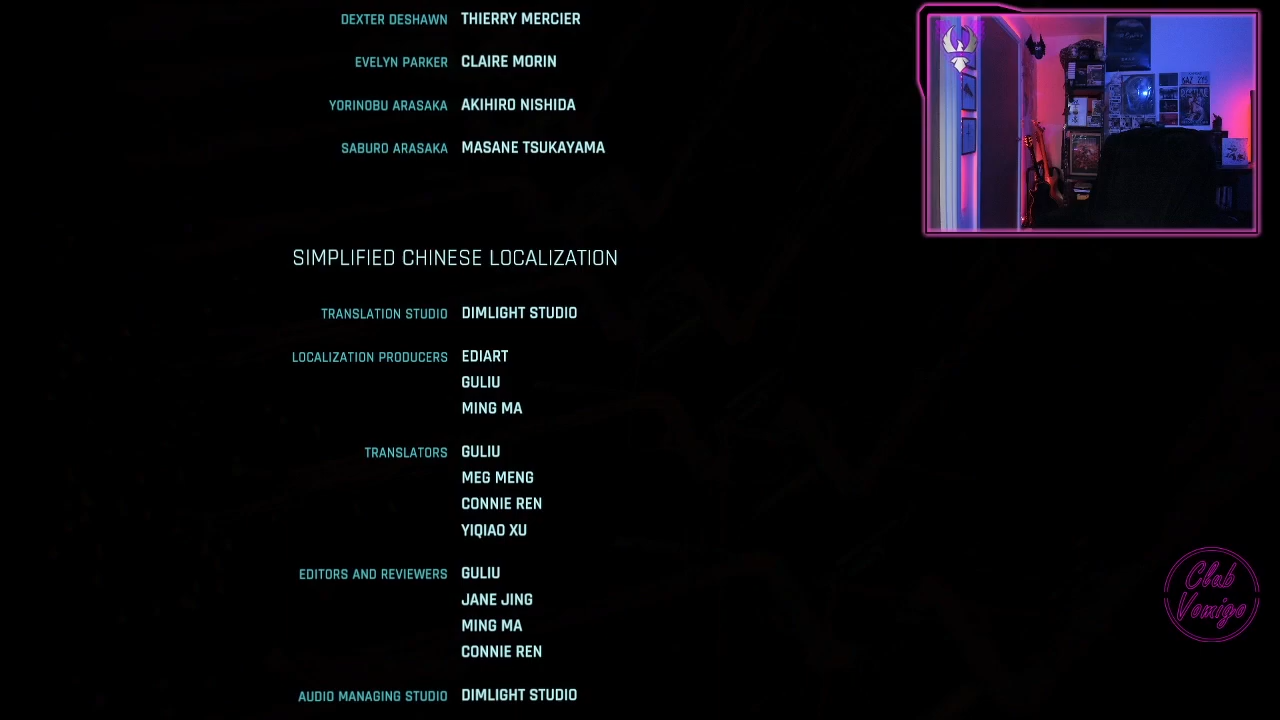 DEXTER DESHAWN THIERRY MERCIER
EVELYN PARKER CLAIRE MORIN
YORINOBU ARASAKA AKIHIRO NISHIDA
SABURO ARASAKA MASANE TSUKAYAMA
SIMPLIFIED CHINESE LOCALIZATION
TRANSLATION STUDIO DIMLIGHT STUDIO
LOCALIZATION PRODUCERS EDIART
GULIU
MING MA
TRANSLATORS GULIU
MEG MENG
CONNIE REN
YIQIAO XU
EDITORS AND REVIEWERS GULIU
JANE JING
MING MA
CONNIE REN
AUDIO MANAGING STUDIO DIMLIGHT STUDIO
Club
Vomigo